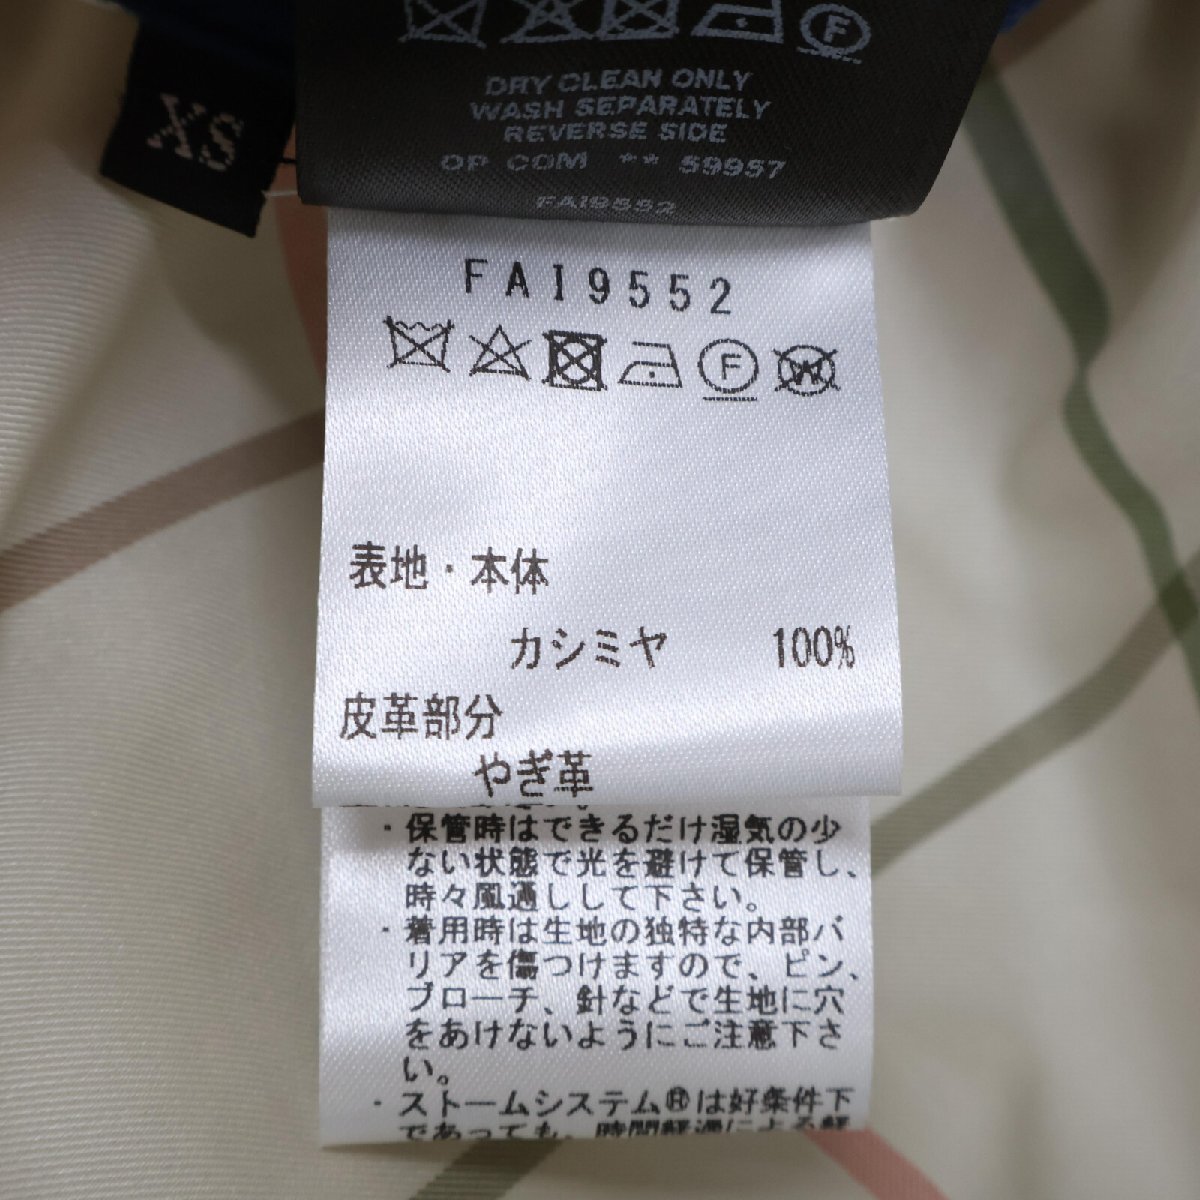 XS
F
DRY CLEAN ONLY
WASH SEPARATELY
REVERSE SIDE
OP COM ** 59957
FAI9552
FAI9552
F W
表地・本体
カシミヤ 100%
皮革部分
やぎ革
・保管時はできるだけ湿気の少
ない状態で光を避けて保管し、
時々風通しして下さい。
・着用時は生地の独特な内部バ
リアを傷つけますので、ピン、
ブローチ、針などで生地に穴
をあけないようにご注意下さ
い。
・ストームシステム®は好条件下
であっても、時間経過による軽